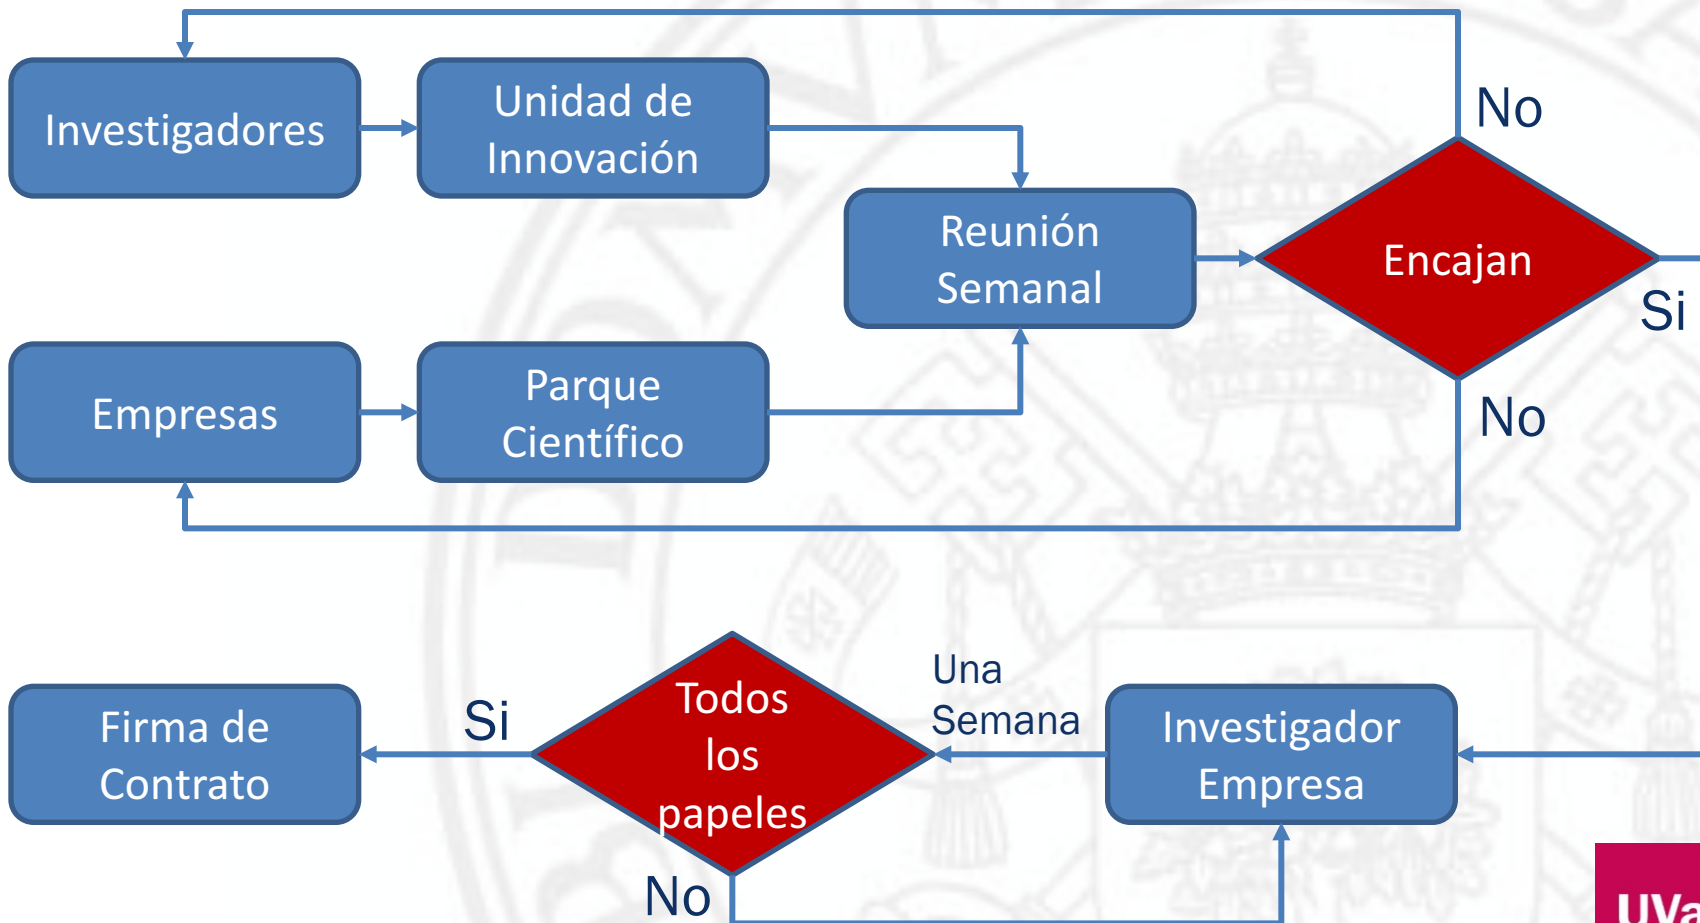 Investigadores
Unidad de
Innovación
No
Reunión
Semanal
Encajan
Si
Empresas
Parque
Científico
No
Firma de
Contrato
Si
Todos
los
papeles
Una
Semana
Investigador
Empresa
No
UVa